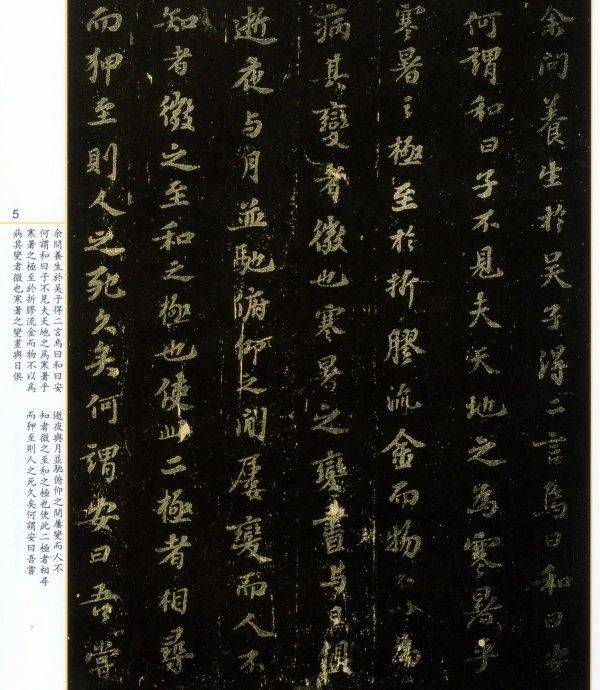 余问養生於吴子得二言焉曰和曰安
何謂和曰子不見夫天地之為寒暑乎
寒暑之極至於折膠流金而物不以為
病其變者微也寒暑之變晝与日俱
逝夜与月並馳俯仰之間屡變而人不
知者微之至和之極也使此二極者相尋
而狎至則人之死久矣何謂安曰吾嘗
5
余問養生於吴子得二言焉曰和曰安
何謂和曰子不見夫天地之為寒暑乎
寒暑之極至於折膠流金而物不以為
病其變者微也寒暑之變晝與日俱
逝夜與月並馳俯仰之間屢變而人不
知者微之至和之極也使此二極者相尋
而狎至則人之死久矣何謂安曰吾嘗